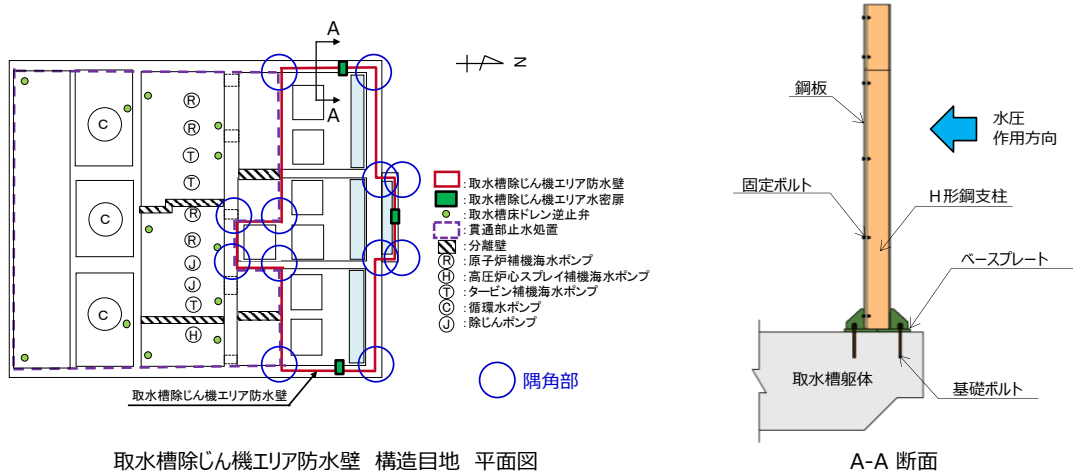 A
A
N
C
C
C
R
R
T
T
R
R
J
J
T
H
取水槽除じん機エリア防水壁
:取水槽除じん機エリア防水壁
:取水槽除じん機エリア水密扉
:取水槽床ドレン逆止弁
:貫通部止水処置
:分離壁
R:原子炉補機海水ポンプ
H:高圧炉心スプレイ補機海水ポンプ
T:タービン補機海水ポンプ
C:循環水ポンプ
J:除じんポンプ
隅角部
取水槽除じん機エリア防水壁 構造目地 平面図
鋼板
水圧
作用方向
固定ボルト
H形鋼支柱
ベースプレート
取水槽躯体
基礎ボルト
A-A 断面